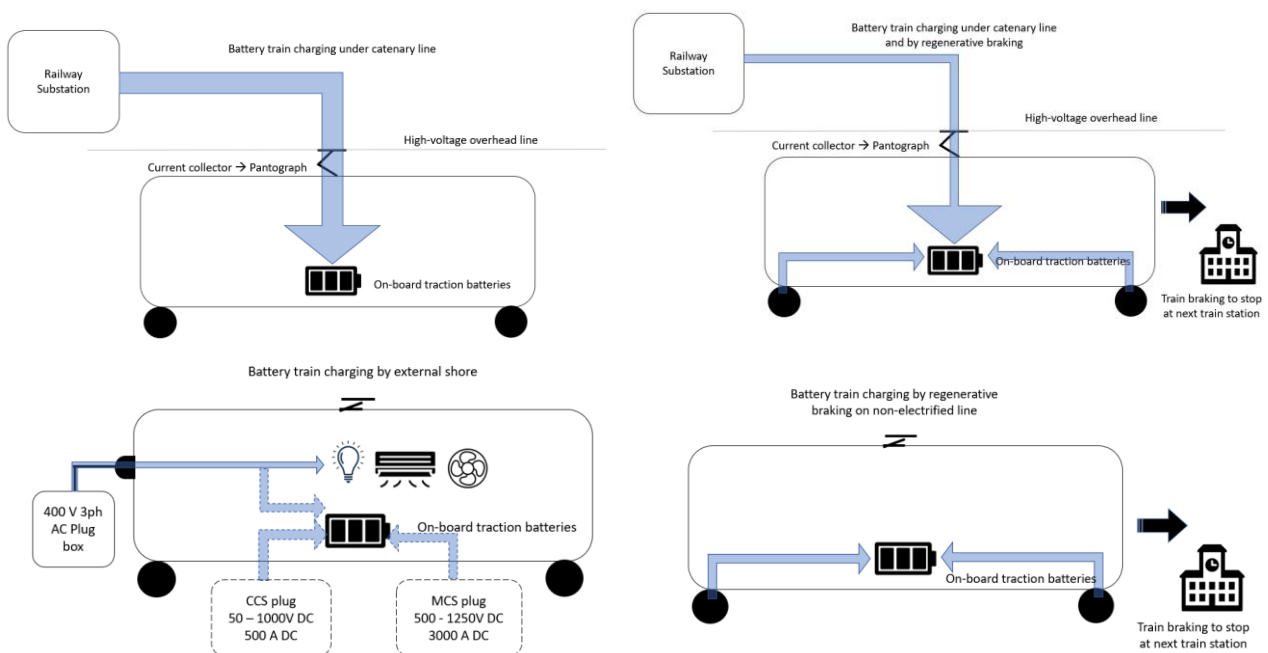 Battery train charging under catenary line
Railway
Substation
High-voltage overhead line
Current collector → Pantograph
On-board traction batteries
Battery train charging under catenary line
and by regenerative braking
Railway
Substation
High-voltage overhead line
Current collector → Pantograph
On-board traction batteries
Train braking to stop
at next train station
Battery train charging by external shore
400 V 3ph
AC Plug
box
On-board traction batteries
CCS plug
50 – 1000V DC
500 A DC
MCS plug
500 - 1250V DC
3000 A DC
Battery train charging by regenerative
braking on non-electrified line
On-board traction batteries
Train braking to stop
at next train station